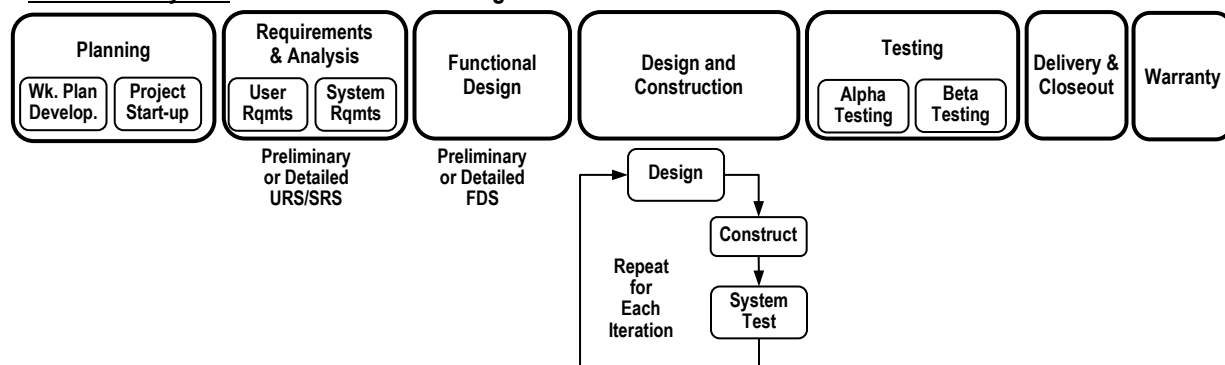 Planning
Wk. Plan
Develop.
Project
Start-up
Requirements
& Analysis
User
Rqmts
System
Rqmts
Functional
Design
Design and
Construction
Testing
Alpha
Testing
Beta
Testing
Delivery &
Closeout
Warranty
Preliminary
or Detailed
URS/SRS
Preliminary
or Detailed
FDS
Design
Construct
Repeat
for
Each
Iteration
System
Test